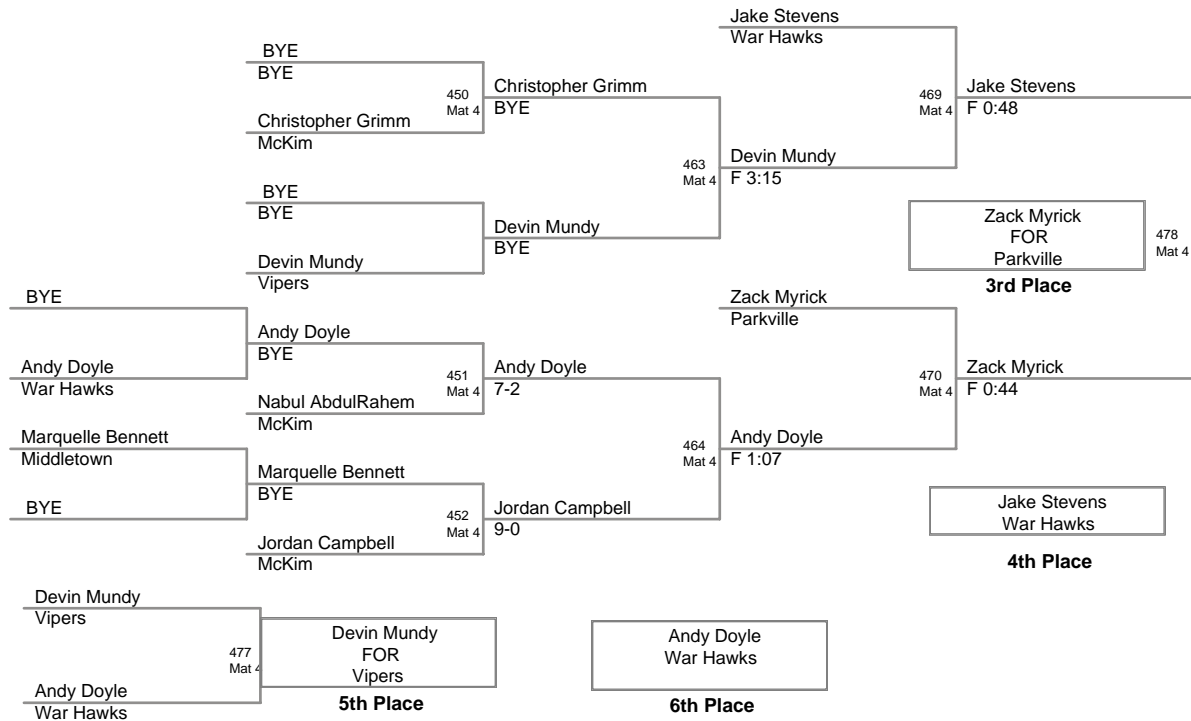 Jake Stevens
War Hawks
BYE
BYE
450
Mat 4
Christopher Grimm
BYE
469
Mat 4
Jake Stevens
F 0:48
Christopher Grimm
McKim
463
Mat 4
Devin Mundy
F 3:15
BYE
BYE
Devin Mundy
BYE
Zack Myrick
FOR
Parkville
478
Mat 4
3rd Place
Devin Mundy
Vipers
BYE
Zack Myrick
Parkville
Andy Doyle
BYE
Andy Doyle
War Hawks
451
Mat 4
Andy Doyle
7-2
470
Mat 4
Zack Myrick
F 0:44
Nabul AbdulRahem
McKim
Marquelle Bennett
Middletown
464
Mat 4
Andy Doyle
F 1:07
Marquelle Bennett
BYE
BYE
452
Mat 4
Jordan Campbell
9-0
Jake Stevens
War Hawks
4th Place
Jordan Campbell
McKim
Devin Mundy
Vipers
477
Mat 4
Devin Mundy
FOR
Vipers
5th Place
Andy Doyle
War Hawks
6th Place
Andy Doyle
War Hawks